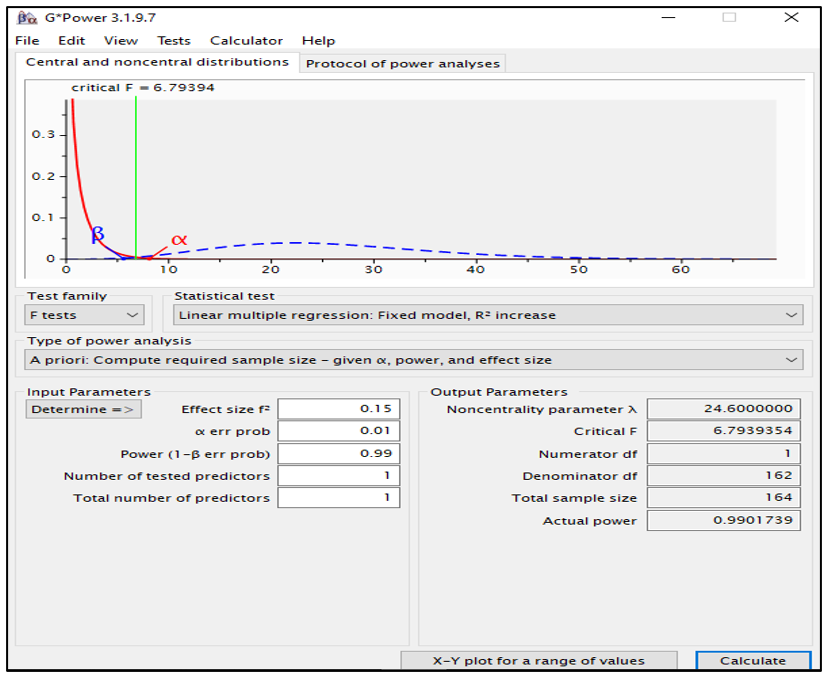 G*Power 3.1.9.7
File Edit View Tests Calculator Help
Central and noncentral distributions Protocol of power analyses
critical F = 6.79394
0.3
0.2
0.1
0
β
α
0 10 20 30 40 50 60
Test family
F tests
Statistical test
Linear multiple regression: Fixed model, R² increase
Type of power analysis
A priori: Compute required sample size – given α, power, and effect size
Input Parameters
Determine =>
Effect size f² 0.15
α err prob 0.01
Power (1-β err prob) 0.99
Number of tested predictors 1
Total number of predictors 1
Output Parameters
Noncentrality parameter λ 24.6000000
Critical F 6.7939354
Numerator df 1
Denominator df 162
Total sample size 164
Actual power 0.9901739
X-Y plot for a range of values Calculate